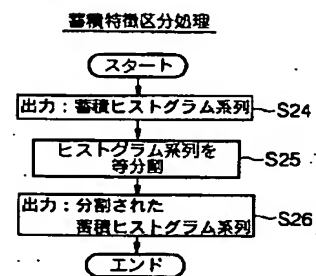 蓄積特徴区分処理
スタート
出力:蓄積ヒストグラム系列 S24
ヒストグラム系列を
等分割 S25
出力:分割された
蓄積ヒストグラム系列 S26
エンド